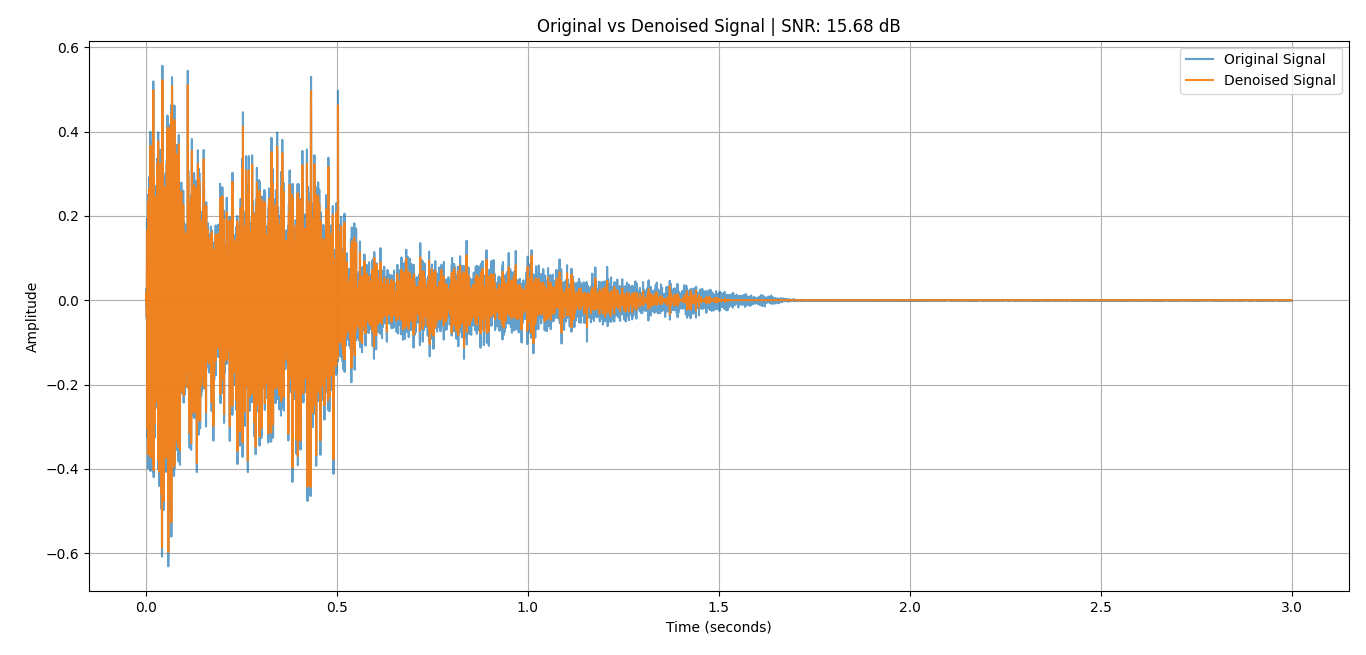 Original vs Denoised Signal | SNR: 15.68 dB
Original Signal
Denoised Signal
0.6
0.4
0.2
0.0
−0.2
−0.4
−0.6
Amplitude
0.0 0.5 1.0 1.5 2.0 2.5 3.0
Time (seconds)